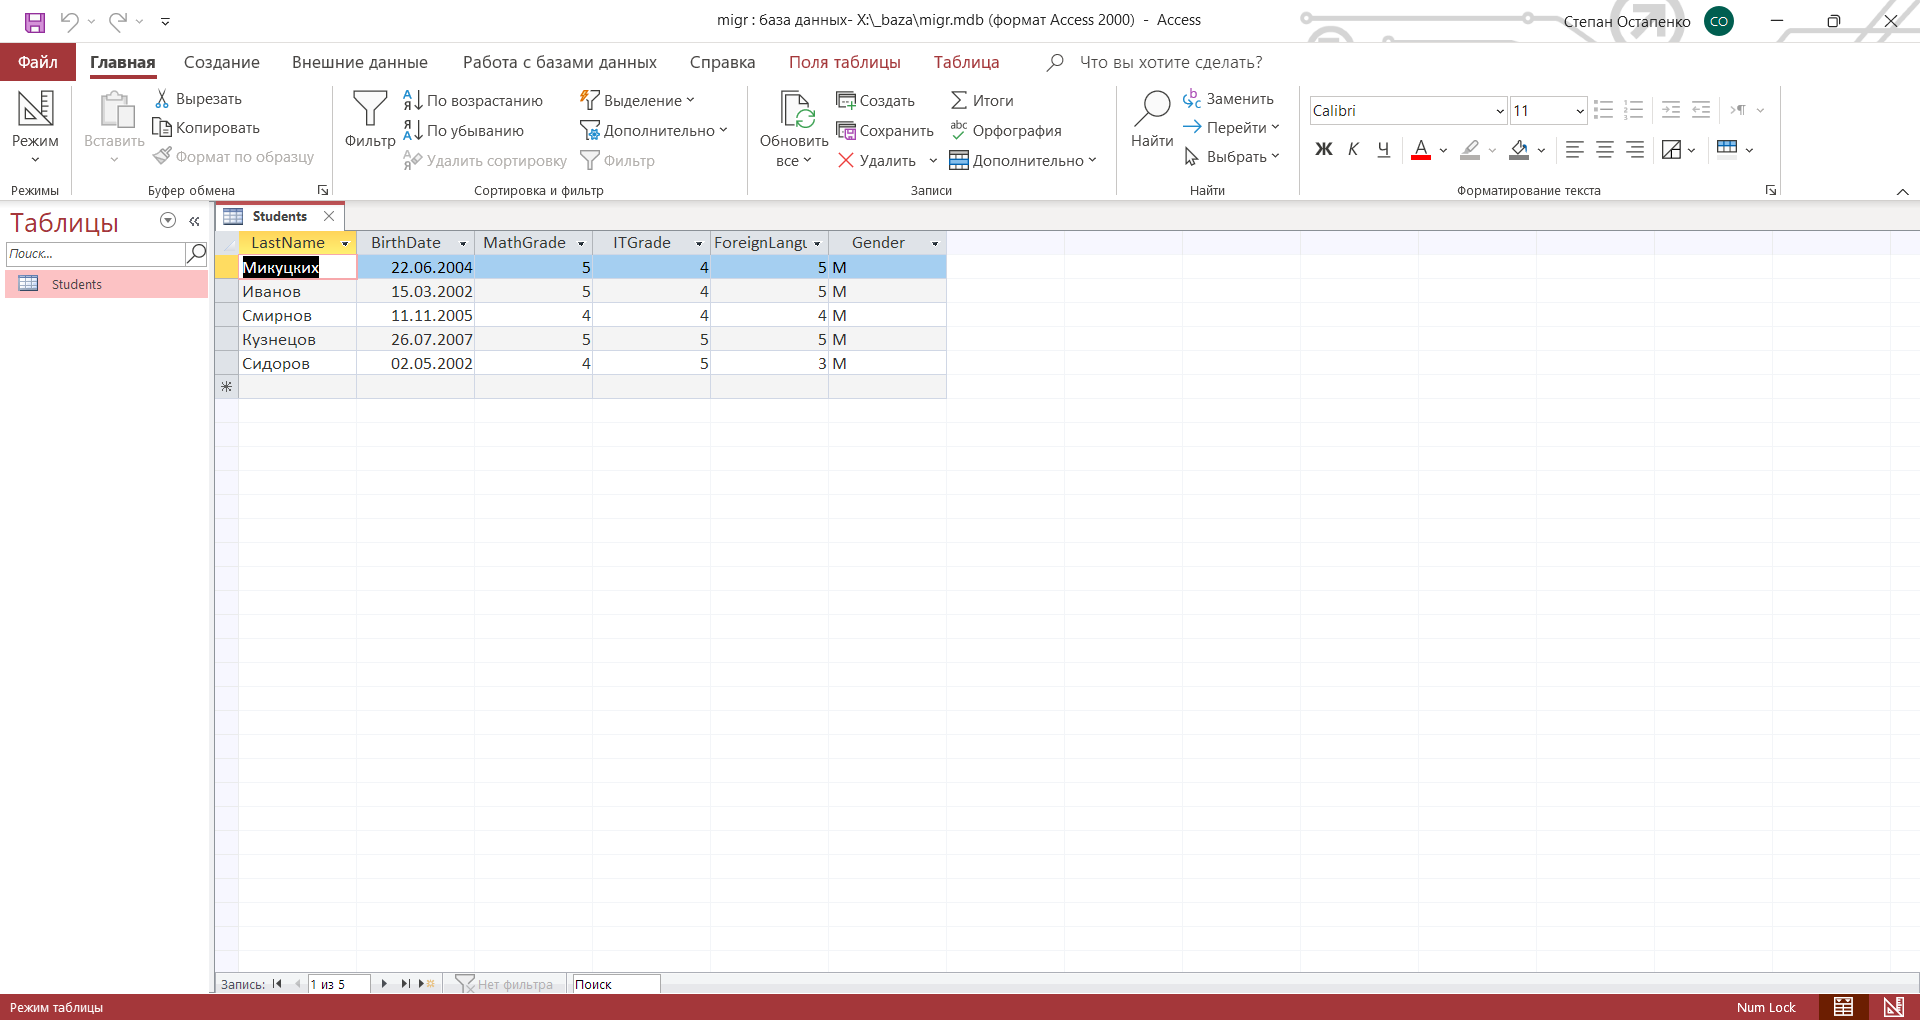 migr : база данных- X:\_baza\migr.mdb (формат Access 2000) - Access
Степан Остапенко
СО
Файл Главная Создание Внешние данные Работа с базами данных Справка Поля таблицы Таблица Что вы хотите сделать?
Режим
Режимы
Вставить
Вырезать
Копировать
Формат по образцу
Буфер обмена
Фильтр
По возрастанию
По убыванию
Удалить сортировку
Выделение
Дополнительно
Фильтр
Сортировка и фильтр
Обновить
все
Создать
Сохранить
Удалить
Итоги
Орфография
Дополнительно
Записи
Найти
Заменить
Перейти
Выбрать
Найти
Calibri 11
Ж К Ч А
Форматирование текста
Таблицы
Поиск...
Students
Students
LastName BirthDate MathGrade ITGrade ForeignLangu Gender
Микуцких 22.06.2004 5 4 5 М
Иванов 15.03.2002 5 4 5 М
Смирнов 11.11.2005 4 4 4 М
Кузнецов 26.07.2007 5 5 5 М
Сидоров 02.05.2002 4 5 3 М
Запись: 1 из 5 Нет фильтра Поиск
Режим таблицы
Num Lock